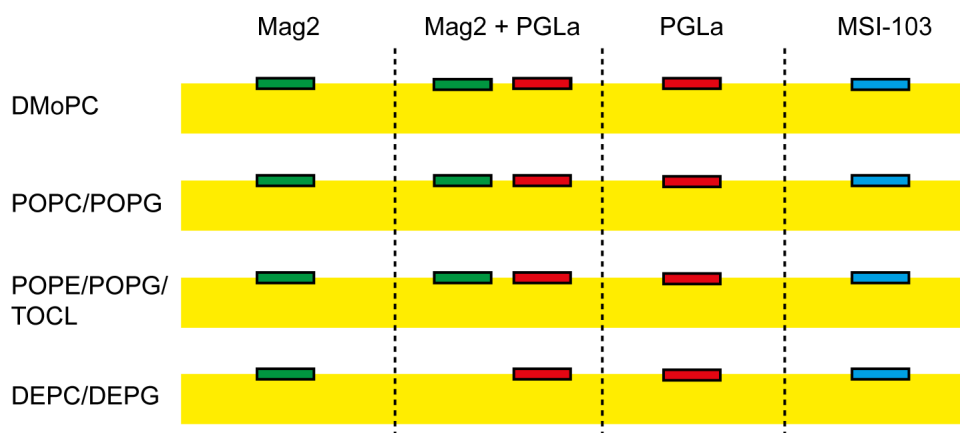 Mag2 Mag2 + PGLa PGLa MSI-103
DMoPC
POPC/POPG
POPE/POPG/
TOCL
DEPC/DEPG